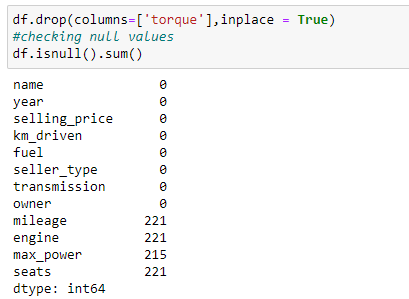 df.drop(columns=['torque'],inplace = True)
#checking null values
df.isnull().sum()
name 0
year 0
selling_price 0
km_driven 0
fuel 0
seller_type 0
transmission 0
owner 0
mileage 221
engine 221
max_power 215
seats 221
dtype: int64